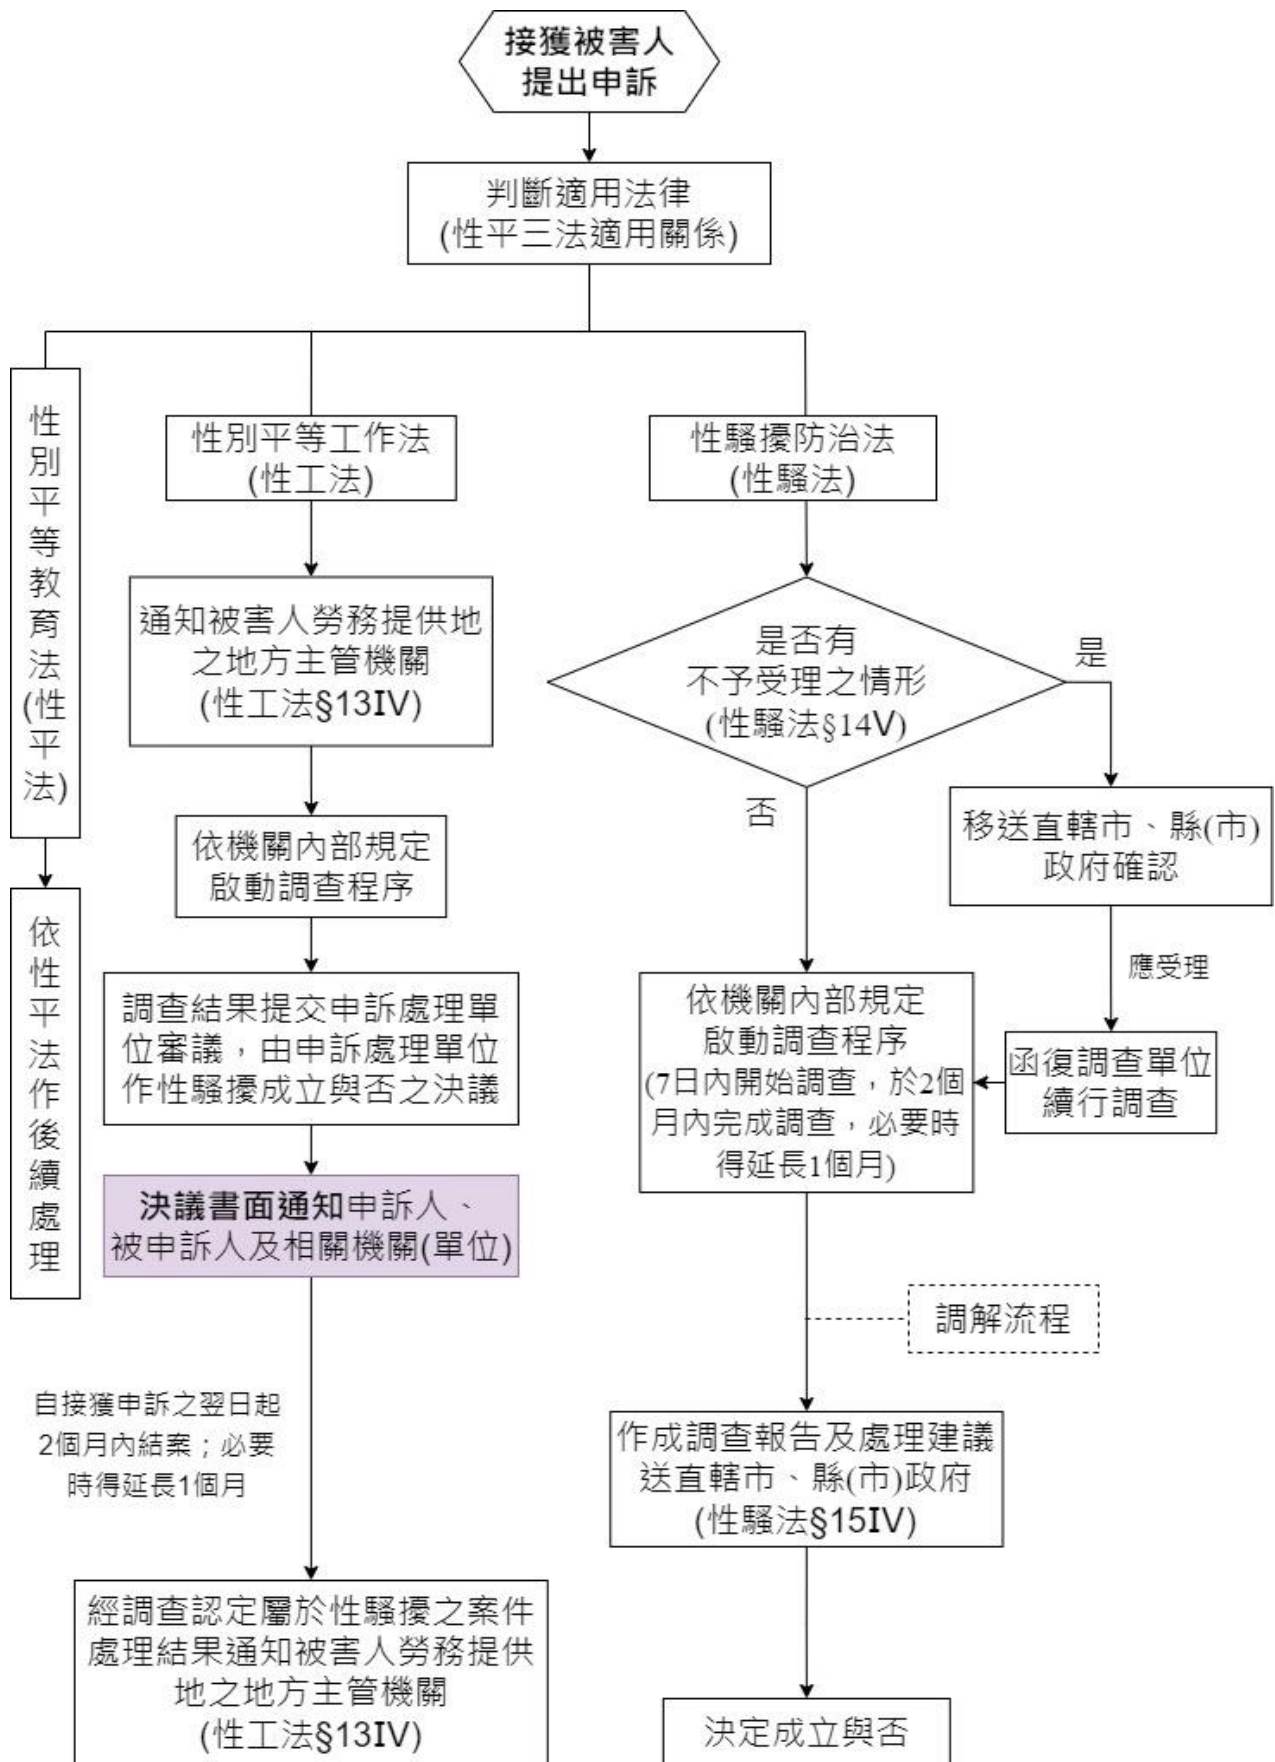 接獲被害人
提出申訴
判斷適用法律
(性平三法適用關係)
性別平等教育法(性平法)
依性平法作後續處理
性別平等工作法
(性工法)
通知被害人勞務提供地
之地方主管機關
(性工法§13IV)
依機關內部規定
啟動調查程序
調查結果提交申訴處理單
位審議，由申訴處理單位
作性騷擾成立與否之決議
決議書面通知申訴人、
被申訴人及相關機關(單位)
自接獲申訴之翌日起
2個月內結案；必要
時得延長1個月
經調查認定屬於性騷擾之案件
處理結果通知被害人勞務提供
地之地方主管機關
(性工法§13IV)
性騷擾防治法
(性騷法)
是否有
不予受理之情形
(性騷法§14V)
是
否
移送直轄市、縣(市)
政府確認
應受理
函復調查單位
續行調查
依機關內部規定
啟動調查程序
(7日內開始調查，於2個
月內完成調查，必要時
得延長1個月)
調解流程
作成調查報告及處理建議
送直轄市、縣(市)政府
(性騷法§15IV)
決定成立與否